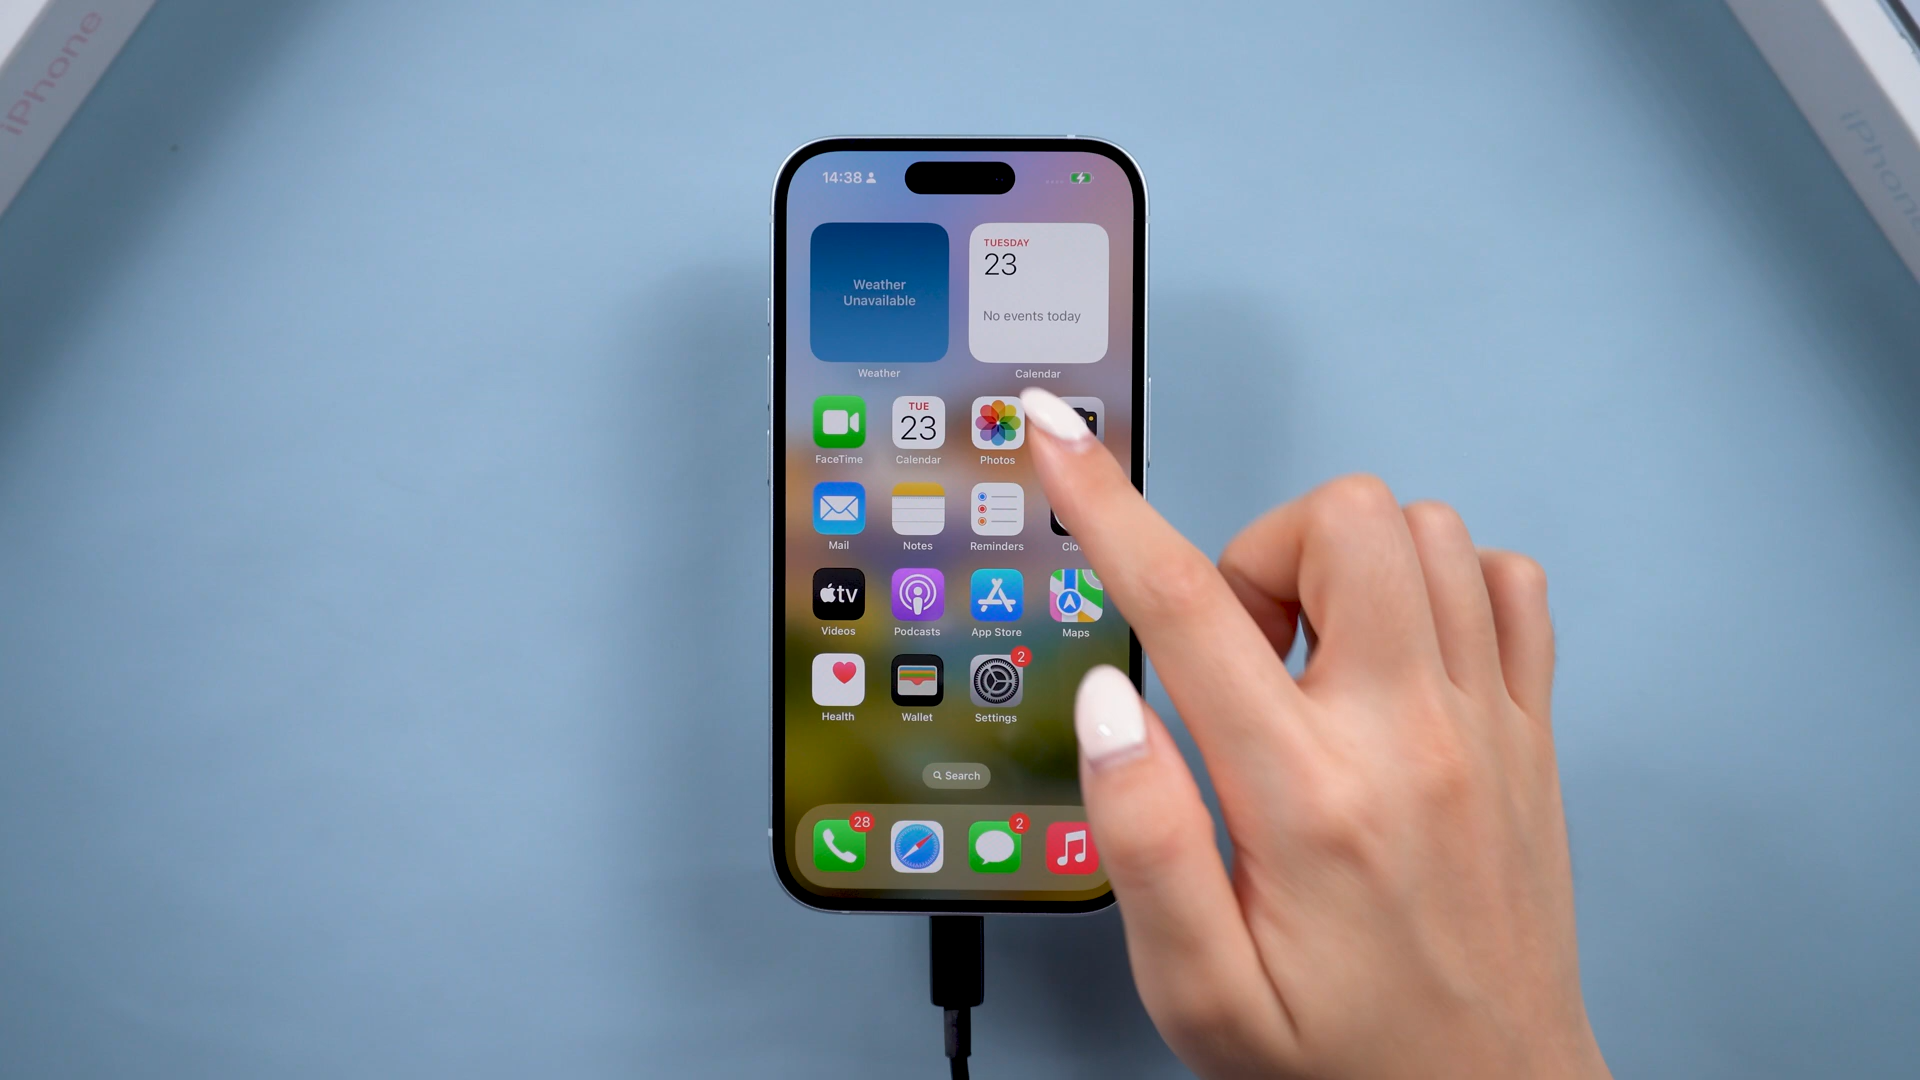 iPhone
iPhone
14:38
Weather
Unavailable
TUESDAY
23
No events today
Weather
Calendar
TUE
23
FaceTime
Calendar
Photos
Mail
Notes
Reminders
Clo
tv
Videos
Podcasts
App Store
Maps
2
Health
Wallet
Settings
Search
28
2